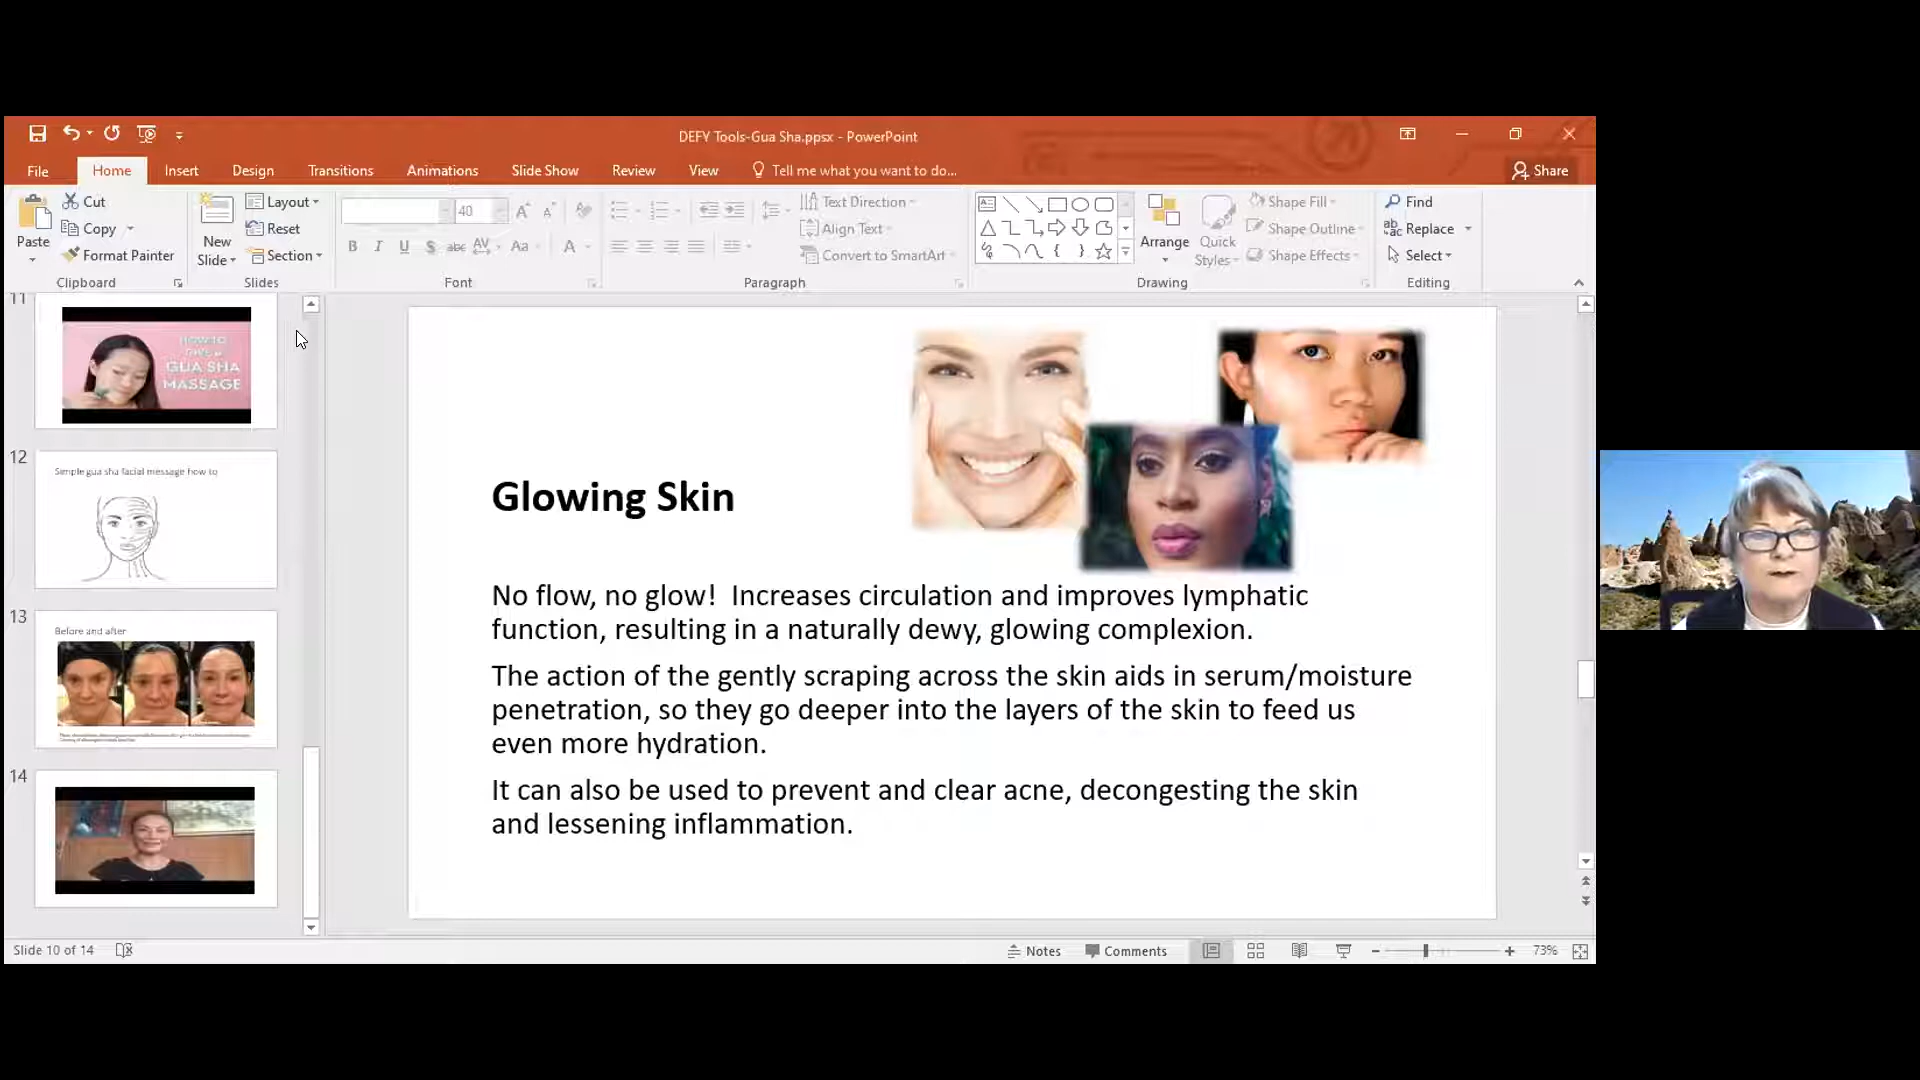 DEFY Tools-Gua Sha.ppsx - PowerPoint
File
Home
Insert
Design
Transitions
Animations
Slide Show
Review
View
Tell me what you want to do...
Share
Paste
Cut
Copy
Format Painter
Clipboard
New Slide
Layout
Reset
Section
Slides
40
B I U S abc AV Aa A
Font
Text Direction
Align Text
Convert to SmartArt
Paragraph
Arrange
Quick Styles
Shape Fill
Shape Outline
Shape Effects
Drawing
Find
Replace
Select
Editing
11
HOW TO
GUA SHA
MASSAGE
12
Simple gua sha facial message how to
13
Before and after
14
Glowing Skin
No flow, no glow! Increases circulation and improves lymphatic
function, resulting in a naturally dewy, glowing complexion.
The action of the gently scraping across the skin aids in serum/moisture
penetration, so they go deeper into the layers of the skin to feed us
even more hydration.
It can also be used to prevent and clear acne, decongesting the skin
and lessening inflammation.
Slide 10 of 14
Notes
Comments
73%